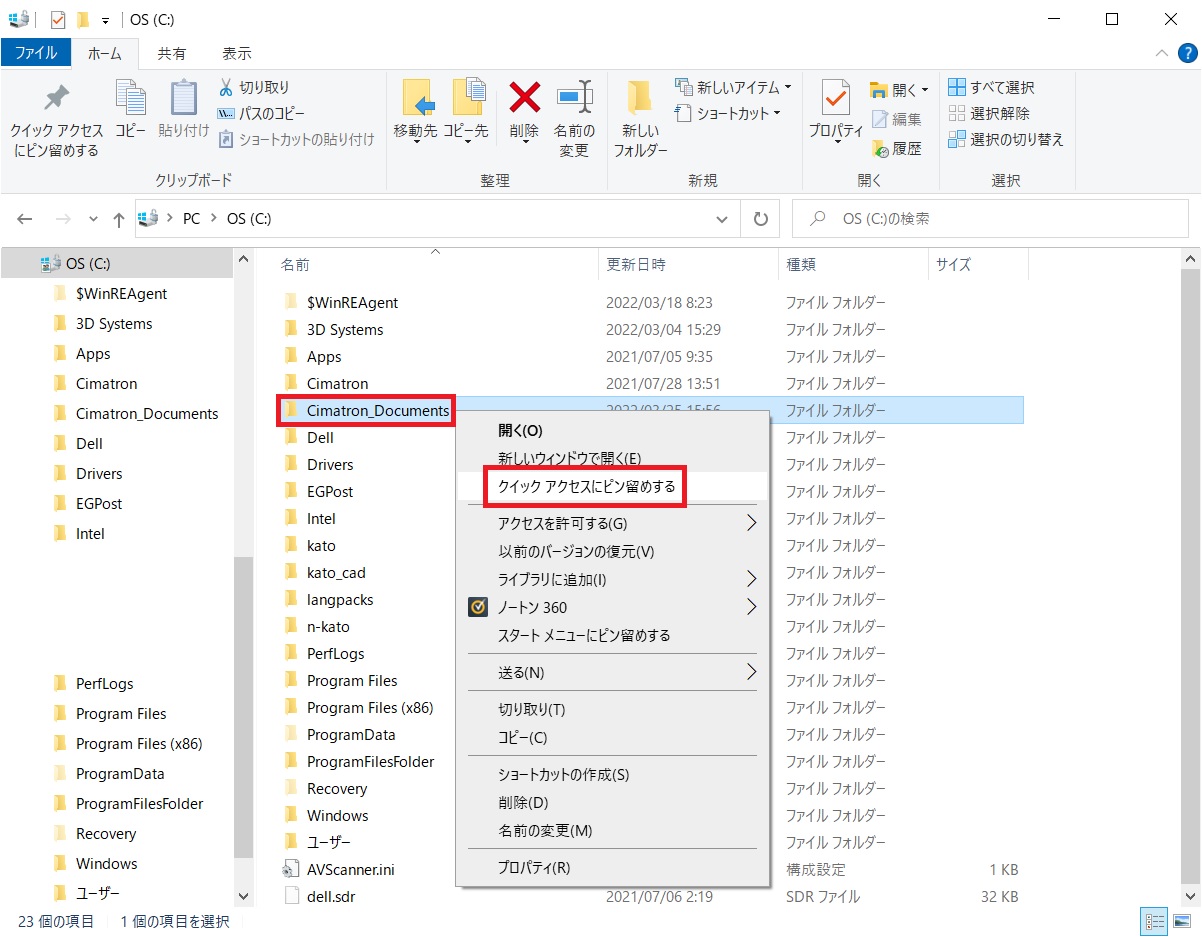 OS (C:)
ファイル
ホーム
共有
表示
クイック アクセス
にピン留めする
コピー
貼り付け
切り取り
パスのコピー
ショートカットの貼り付け
クリップボード
移動先
コピー先
削除
名前の
変更
整理
新しい
フォルダー
新しいアイテム
ショートカット
新規
プロパティ
開く
編集
履歴
開く
すべて選択
選択解除
選択の切り替え
選択
PC
OS (C:)
OS (C:)の検索
OS (C:)
$WinREAgent
3D Systems
Apps
Cimatron
Cimatron_Documents
Dell
Drivers
EGPost
Intel
PerfLogs
Program Files
Program Files (x86)
ProgramData
ProgramFilesFolder
Recovery
Windows
ユーザー
名前 更新日時 種類 サイズ
$WinREAgent 2022/03/18 8:23 ファイル フォルダー
3D Systems 2022/03/04 15:29 ファイル フォルダー
Apps 2021/07/05 9:35 ファイル フォルダー
Cimatron 2021/07/28 13:51 ファイル フォルダー
Cimatron_Documents ファイル フォルダー
Dell ファイル フォルダー
Drivers ファイル フォルダー
EGPost ファイル フォルダー
Intel ファイル フォルダー
kato ファイル フォルダー
kato_cad ファイル フォルダー
langpacks ファイル フォルダー
n-kato ファイル フォルダー
PerfLogs ファイル フォルダー
Program Files ファイル フォルダー
Program Files (x86) ファイル フォルダー
ProgramData ファイル フォルダー
ProgramFilesFolder ファイル フォルダー
Recovery ファイル フォルダー
Windows ファイル フォルダー
ユーザー ファイル フォルダー
AVScanner.ini 構成設定 1 KB
dell.sdr 2021/07/06 2:19 SDR ファイル 32 KB
開く(O)
新しいウィンドウで開く(E)
クイック アクセスにピン留めする
アクセスを許可する(G)
以前のバージョンの復元(V)
ライブラリに追加(I)
ノートン 360
スタート メニューにピン留めする
送る(N)
切り取り(T)
コピー(C)
ショートカットの作成(S)
削除(D)
名前の変更(M)
プロパティ(R)
23 個の項目
1 個の項目を選択